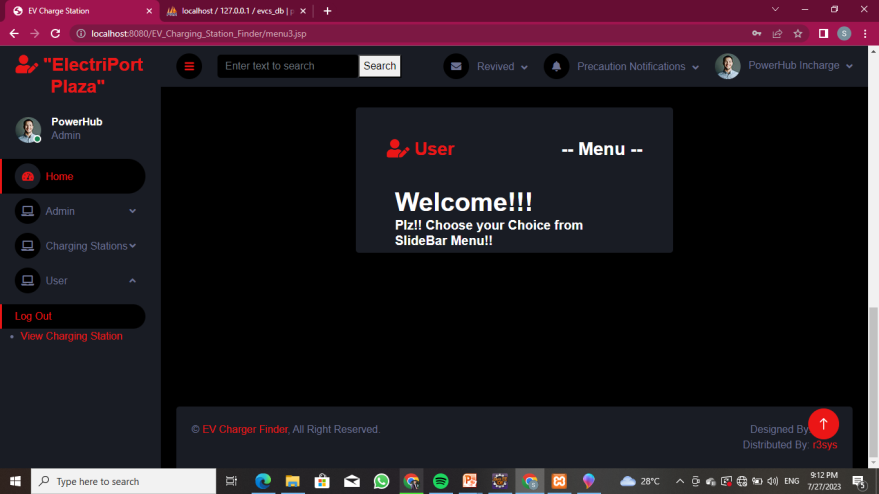 EV Charge Station
localhost / 127.0.0.1 / evcs_db | p
localhost:8080/EV_Charging_Station_Finder/menu3.jsp
S
"ElectriPort
Plaza"
Enter text to search
Search
Revived
Precaution Notifications
PowerHub Incharge
PowerHub
Admin
Home
Admin
Charging Stations
User
Log Out
View Charging Station
User
-- Menu --
Welcome!!!
Plz!! Choose your Choice from
SlideBar Menu!!
© EV Charger Finder, All Right Reserved.
Designed By
Distributed By: r3sys
Type here to search
28°C
ENG
9:12 PM
7/27/2023
5